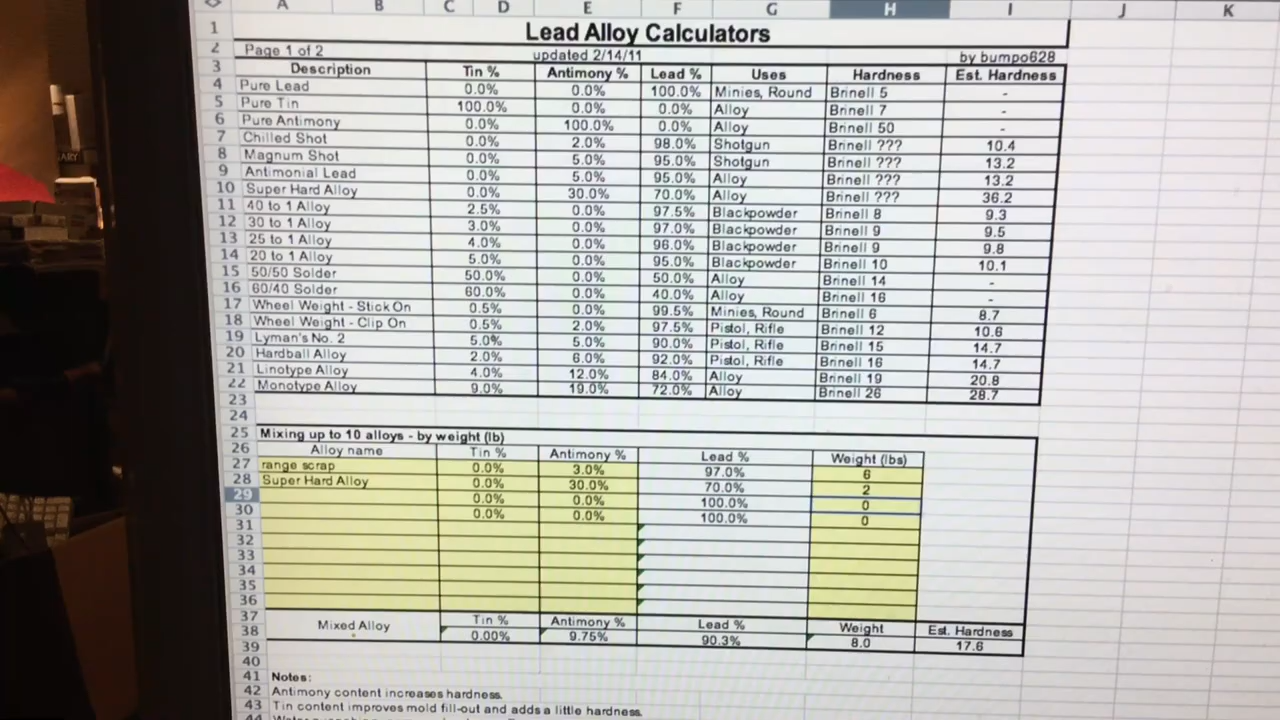 A B C D E F G H I J K
1 Lead Alloy Calculators
2 Page 1 of 2 updated 2/14/11 by bumpo628
3 Description Tin % Antimony % Lead % Uses Hardness Est. Hardness
4 Pure Lead 0.0% 0.0% 100.0% Minies, Round Brinell 5 -
5 Pure Tin 100.0% 0.0% 0.0% Alloy Brinell 7 -
6 Pure Antimony 0.0% 100.0% 0.0% Alloy Brinell 50 -
7 Chilled Shot 0.0% 2.0% 98.0% Shotgun Brinell ??? 10.4
8 Magnum Shot 0.0% 5.0% 95.0% Shotgun Brinell ??? 13.2
9 Antimonial Lead 0.0% 5.0% 95.0% Alloy Brinell ??? 13.2
10 Super Hard Alloy 0.0% 30.0% 70.0% Alloy Brinell ??? 36.2
11 40 to 1 Alloy 2.5% 0.0% 97.5% Blackpowder Brinell 8 9.3
12 30 to 1 Alloy 3.0% 0.0% 97.0% Blackpowder Brinell 9 9.5
13 25 to 1 Alloy 4.0% 0.0% 96.0% Blackpowder Brinell 9 9.8
14 20 to 1 Alloy 5.0% 0.0% 95.0% Blackpowder Brinell 10 10.1
15 50/50 Solder 50.0% 0.0% 50.0% Alloy Brinell 14 -
16 60/40 Solder 60.0% 0.0% 40.0% Alloy Brinell 16 -
17 Wheel Weight - Stick On 0.5% 0.0% 99.5% Minies, Round Brinell 6 8.7
18 Wheel Weight - Clip On 0.5% 2.0% 97.5% Pistol, Rifle Brinell 12 10.6
19 Lyman's No. 2 5.0% 5.0% 90.0% Pistol, Rifle Brinell 15 14.7
20 Hardball Alloy 2.0% 6.0% 92.0% Pistol, Rifle Brinell 16 14.7
21 Linotype Alloy 4.0% 12.0% 84.0% Alloy Brinell 19 20.8
22 Monotype Alloy 9.0% 19.0% 72.0% Alloy Brinell 26 28.7
23
24
25 Mixing up to 10 alloys - by weight (lb)
26 Alloy name Tin % Antimony % Lead % Weight (lbs)
27 range scrap 0.0% 3.0% 97.0% 6
28 Super Hard Alloy 0.0% 30.0% 70.0% 2
29 0.0% 0.0% 100.0% 0
30 0.0% 0.0% 100.0% 0
31
32
33
34
35
36
37 Tin % Antimony % Lead % Weight Est. Hardness
38 Mixed Alloy 0.00% 9.75% 90.3% 8.0 17.6
39
40
41 Notes:
42 Antimony content increases hardness.
43 Tin content improves mold fill-out and adds a little hardness.
44